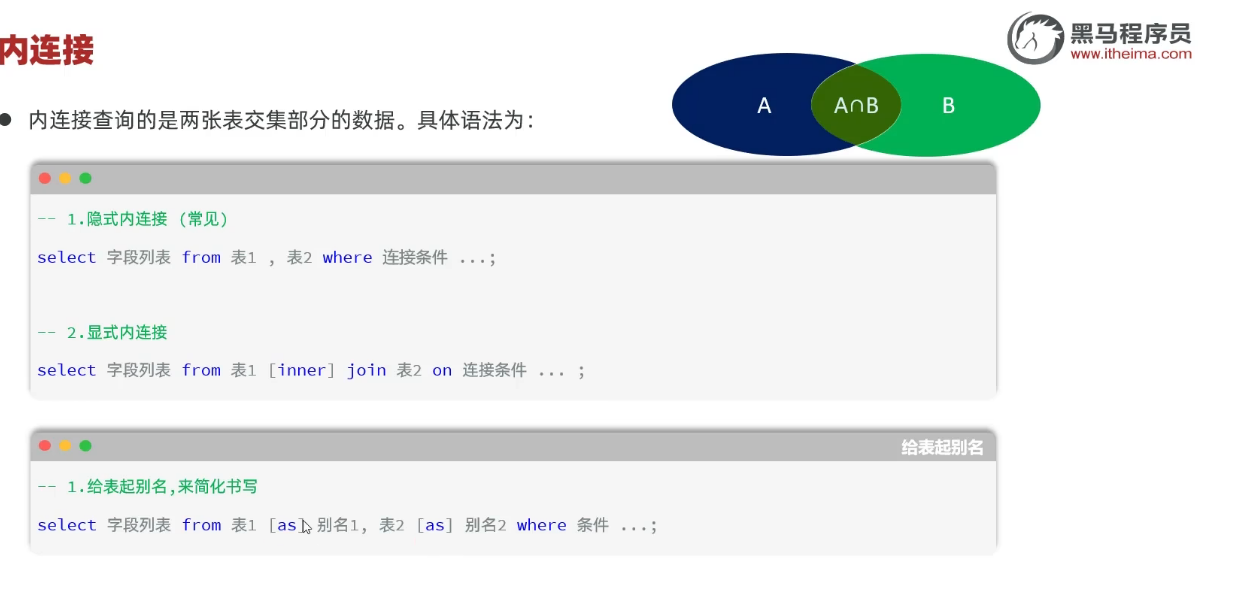 黑马程序员
www.itheima.com
内连接
A
A∩B
B
内连接查询的是两张表交集部分的数据。具体语法为：
-- 1.隐式内连接 (常见)
select 字段列表 from 表1 , 表2 where 连接条件 ...;
-- 2.显式内连接
select 字段列表 from 表1 [inner] join 表2 on 连接条件 ... ;
给表起别名
-- 1.给表起别名,来简化书写
select 字段列表 from 表1 [as] 别名1, 表2 [as] 别名2 where 条件 ...;